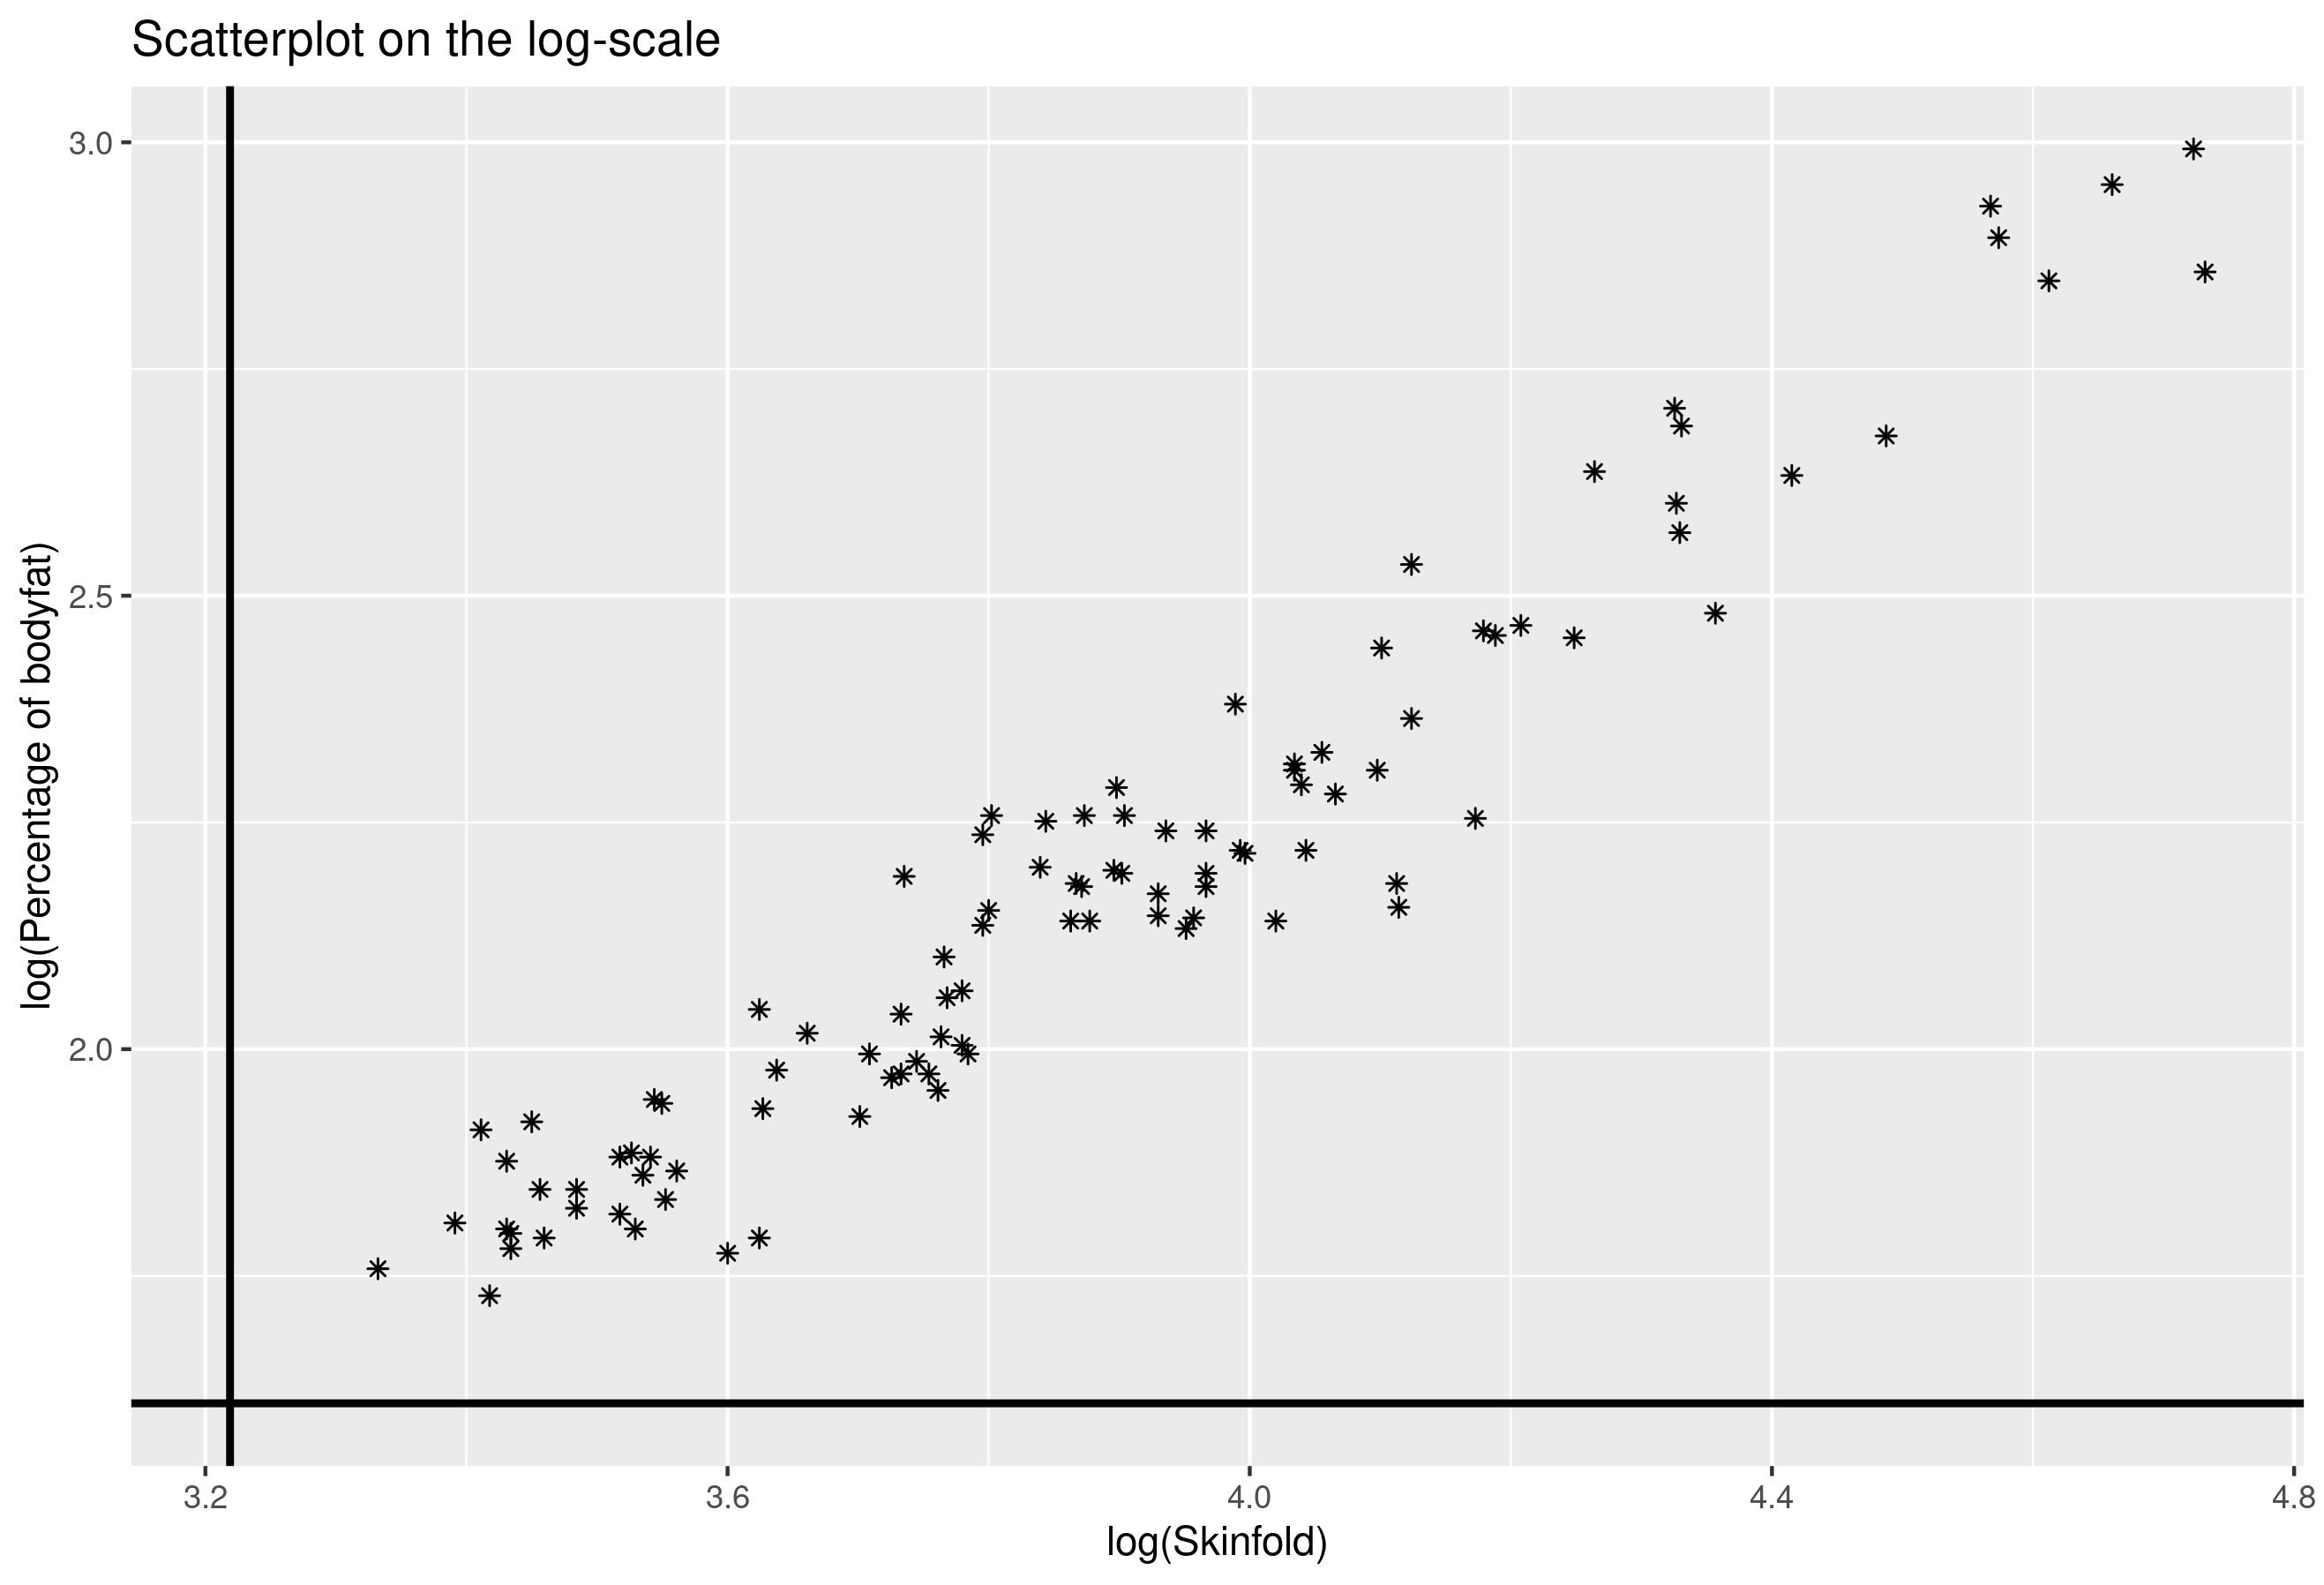 Scatterplot on the log-scale
3.0
2.5
2.0
log(Percentage of bodyfat)
3.2 3.6 4.0 4.4 4.8
log(Skinfold)